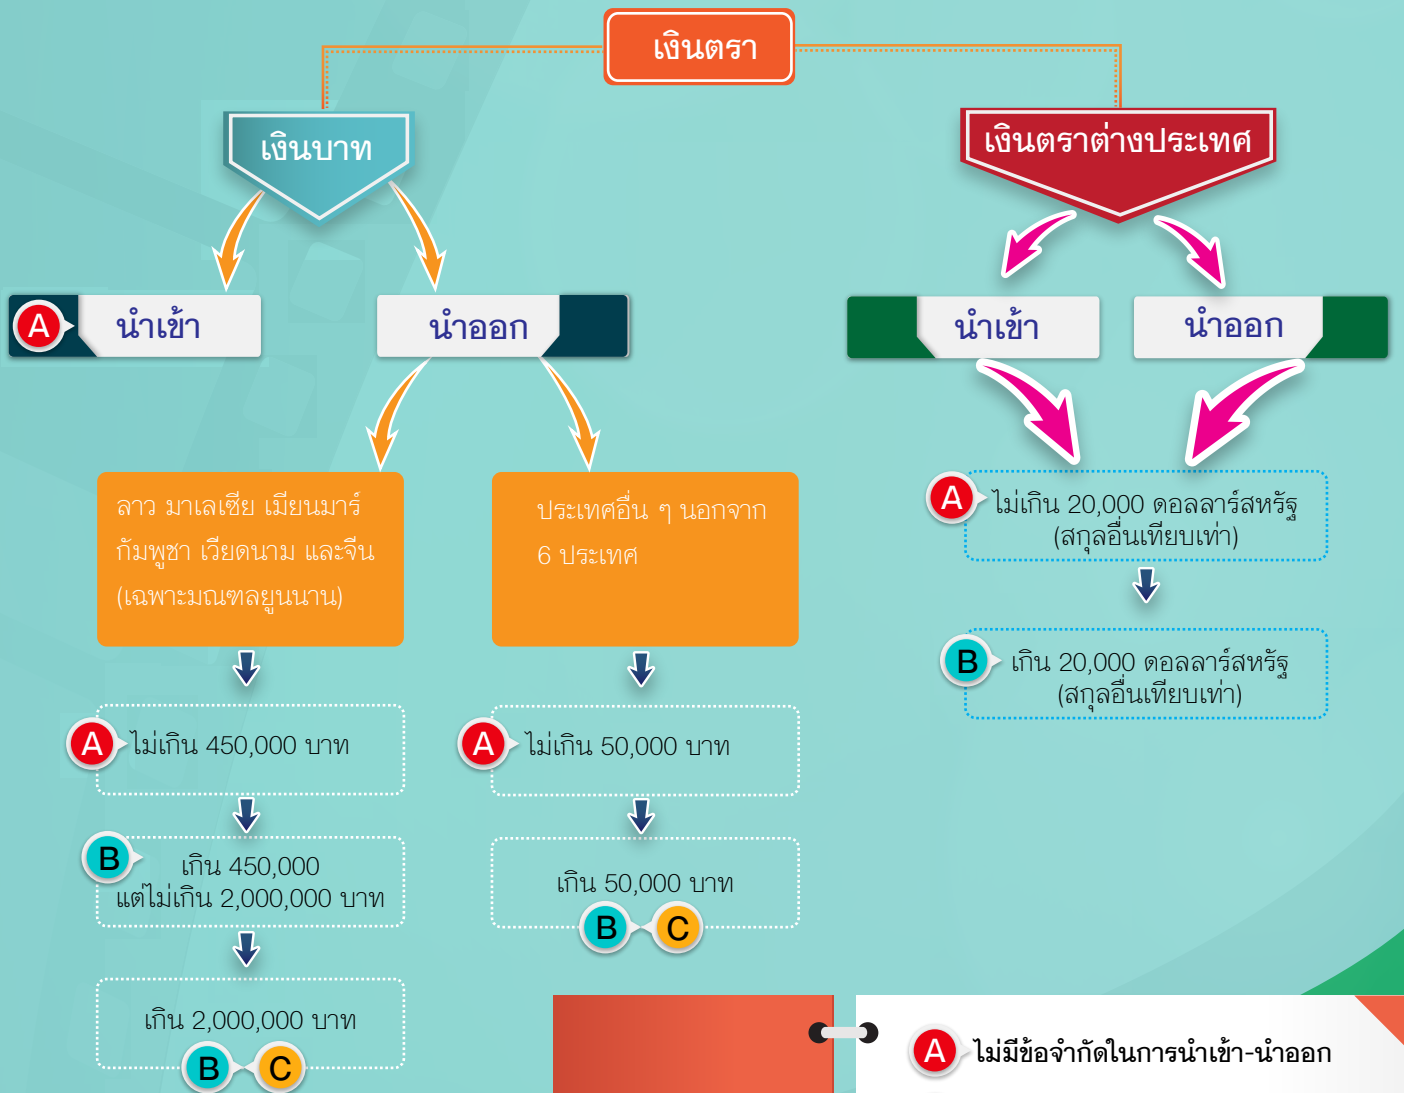 เงินตรา
เงินบาท
เงินตราต่างประเทศ
A
นำเข้า
นำออก
นำเข้า
นำออก
ลาว มาเลเซีย เมียนมาร์
กัมพูชา เวียดนาม และจีน
(เฉพาะมณฑลยูนนาน)
ประเทศอื่น ๆ นอกจาก
6 ประเทศ
A
ไม่เกิน 20,000 ดอลลาร์สหรัฐ
(สกุลอื่นเทียบเท่า)
B
เกิน 20,000 ดอลลาร์สหรัฐ
(สกุลอื่นเทียบเท่า)
A
ไม่เกิน 450,000 บาท
A
ไม่เกิน 50,000 บาท
B
เกิน 450,000
แต่ไม่เกิน 2,000,000 บาท
เกิน 50,000 บาท
B C
เกิน 2,000,000 บาท
B C
A ไม่มีข้อจำกัดในการนำเข้า-นำออก